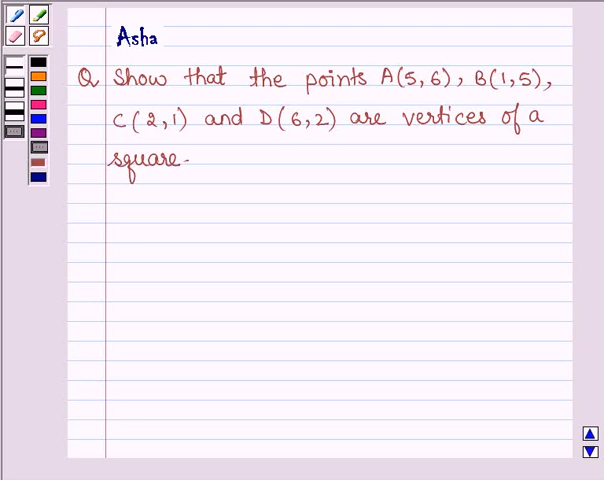 Asha
Q Show that the points A(5,6), B(1,5),
C(2,1) and D(6,2) are vertices of a
square.